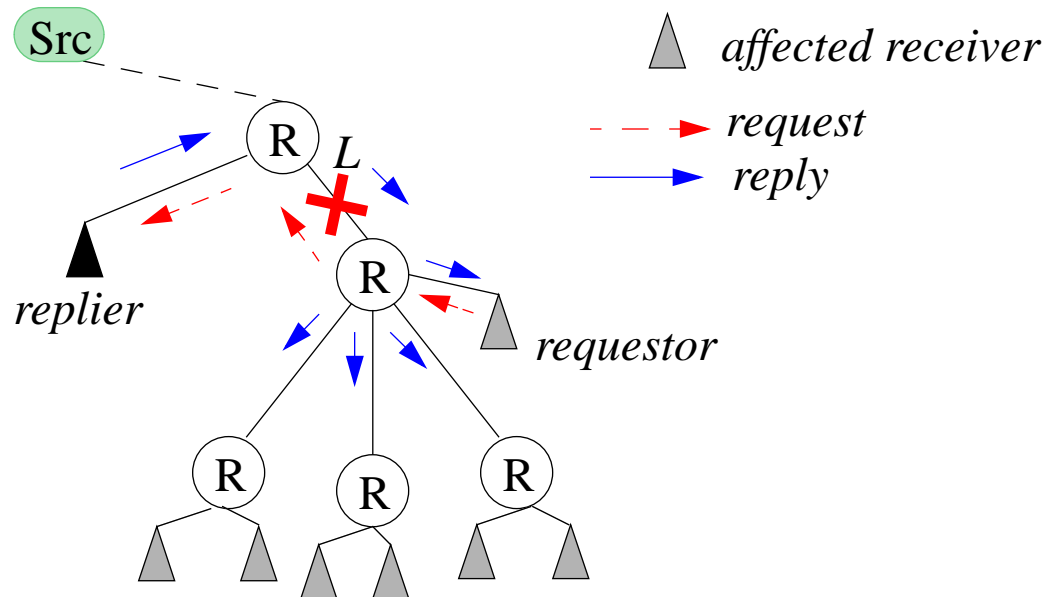 Src
affected receiver
R
L
request
reply
R
replier
requestor
R
R
R